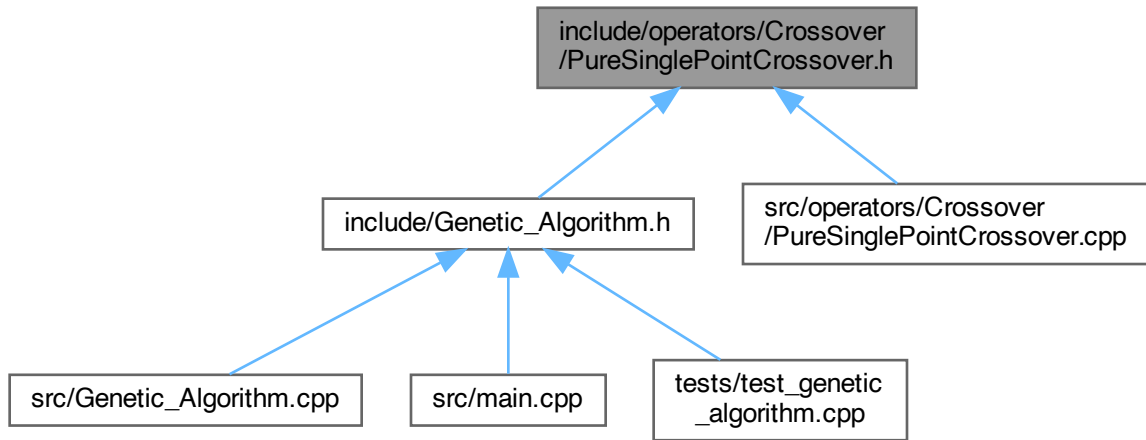 include/operators/Crossover
/PureSinglePointCrossover.h
include/Genetic_Algorithm.h
src/operators/Crossover
/PureSinglePointCrossover.cpp
src/Genetic_Algorithm.cpp
src/main.cpp
tests/test_genetic
_algorithm.cpp